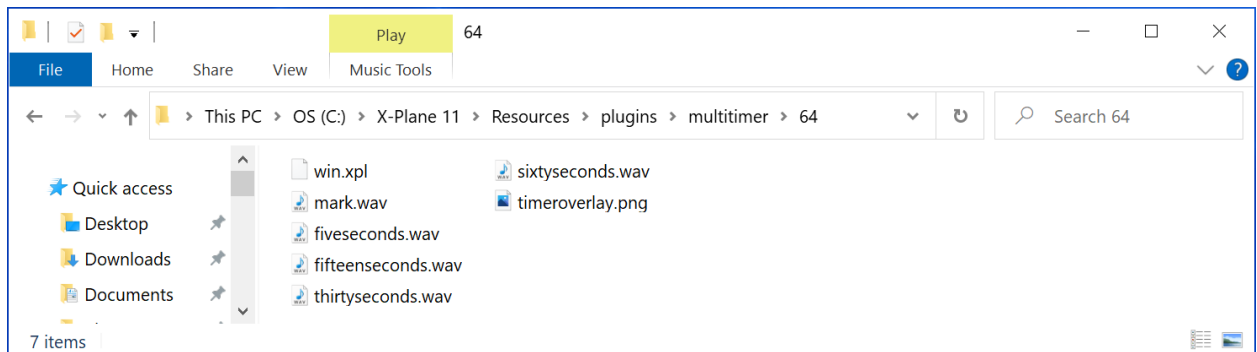 Play 64
File Home Share View Music Tools
This PC > OS (C:) > X-Plane 11 > Resources > plugins > multitimer > 64 Search 64
Quick access
Desktop
Downloads
Documents
win.xpl
mark.wav
fiveseconds.wav
fifteenseconds.wav
thirtyseconds.wav
sixtyseconds.wav
timeroverlay.png
7 items